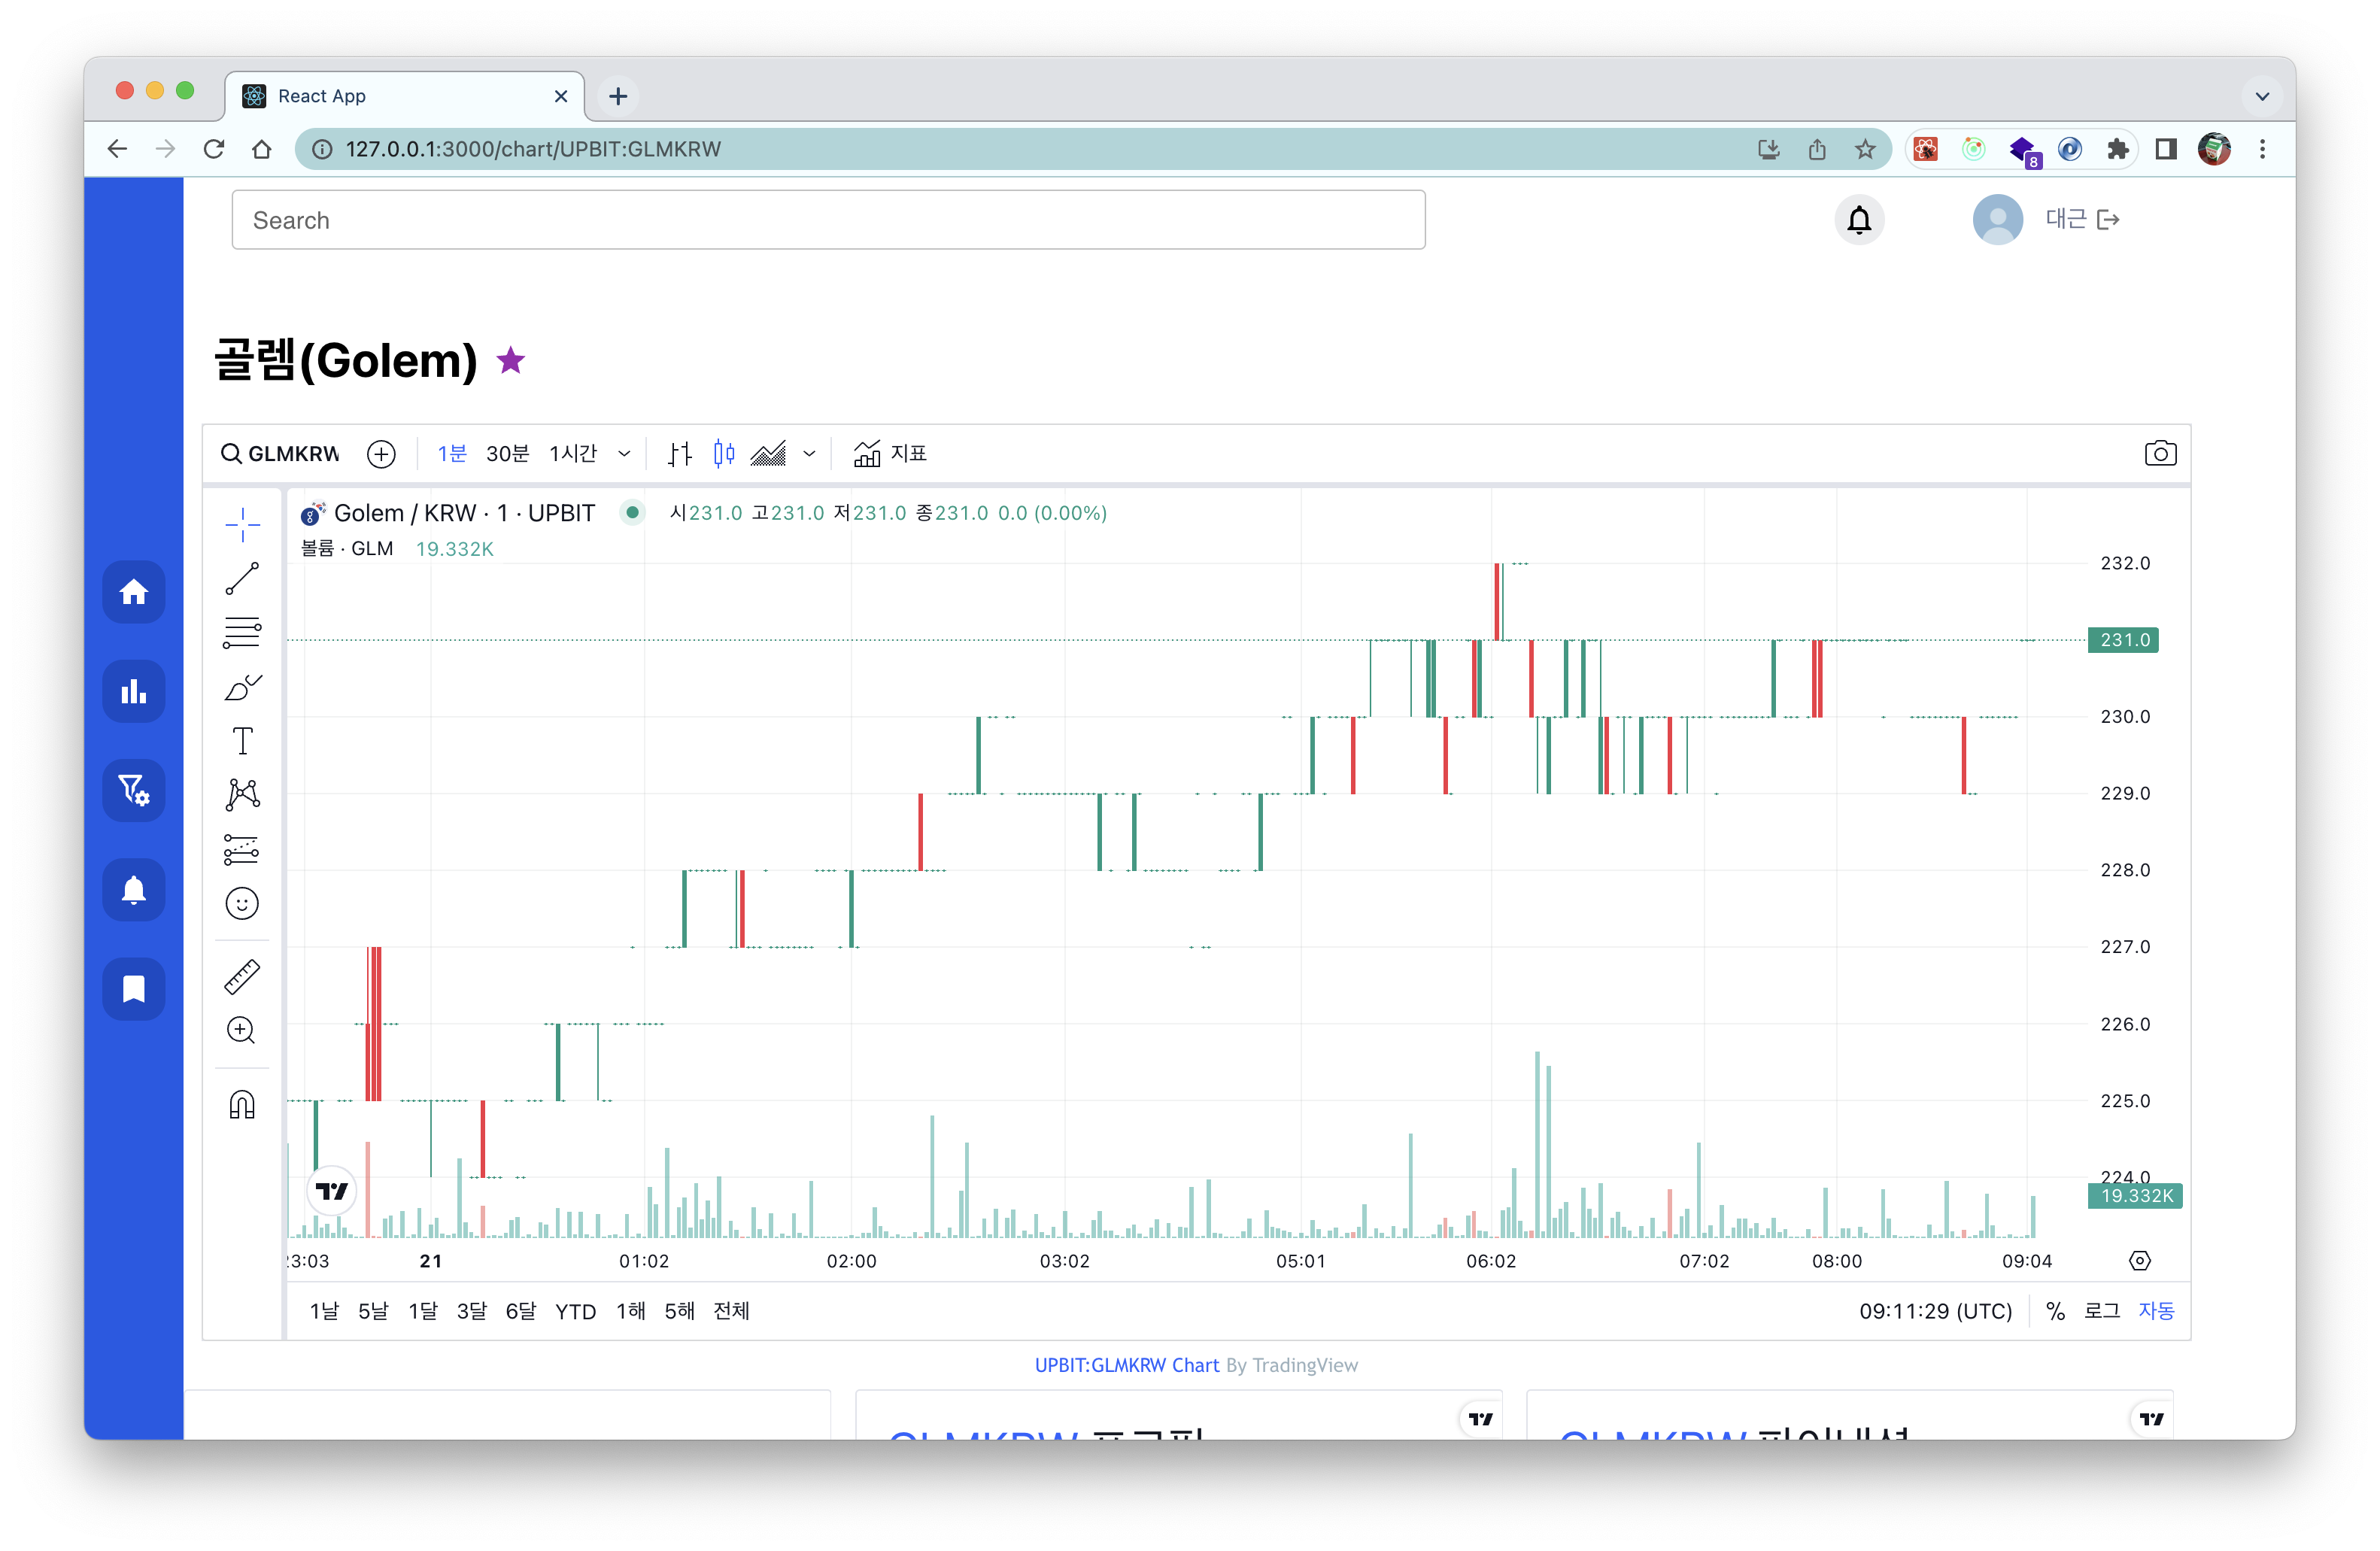 React App
127.0.0.1:3000/chart/UPBIT:GLMKRW
8
Search
대근
골렘(Golem)
GLMKRW
1분 30분 1시간
지표
Golem / KRW · 1 · UPBIT
시231.0 고231.0 저231.0 종231.0 0.0 (0.00%)
볼륨 · GLM 19.332K
232.0
231.0
230.0
229.0
228.0
227.0
226.0
225.0
224.0
19.332K
23:03 21 01:02 02:00 03:02 05:01 06:02 07:02 08:00 09:04
1날 5날 1달 3달 6달 YTD 1해 5해 전체
09:11:29 (UTC) % 로그 자동
UPBIT:GLMKRW Chart By TradingView
GLMKRW
GLMKRW